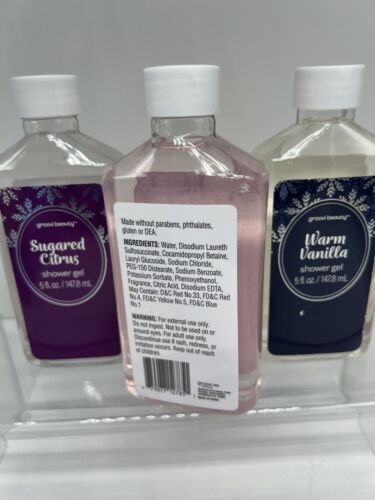 groovi beauty™
Sugared
Citrus
shower gel
5 fl. oz / 147.8 mL
Made without parabens, phthalates,
gluten or DEA.
INGREDIENTS: Water, Disodium Laureth
Sulfosuccinate, Cocamidopropyl Betaine,
Lauryl Glucoside, Sodium Chloride,
PEG-150 Distearate, Sodium Benzoate,
Potassium Sorbate, Phenoxyethanol,
Fragrance, Citric Acid, Disodium EDTA,
May Contain: D&C Red No.33, FD&C Red
No.4, FD&C Yellow No.5, FD&C Blue
No.1
WARNING: For external use only.
Do not ingest. Not to be used on or
around eyes. For adult use only.
Discontinue use if rash, redness, or
irritation occurs. Keep out of reach
of children.
groovi beauty™
Warm
Vanilla
shower gel
5 fl. oz / 147.8 mL